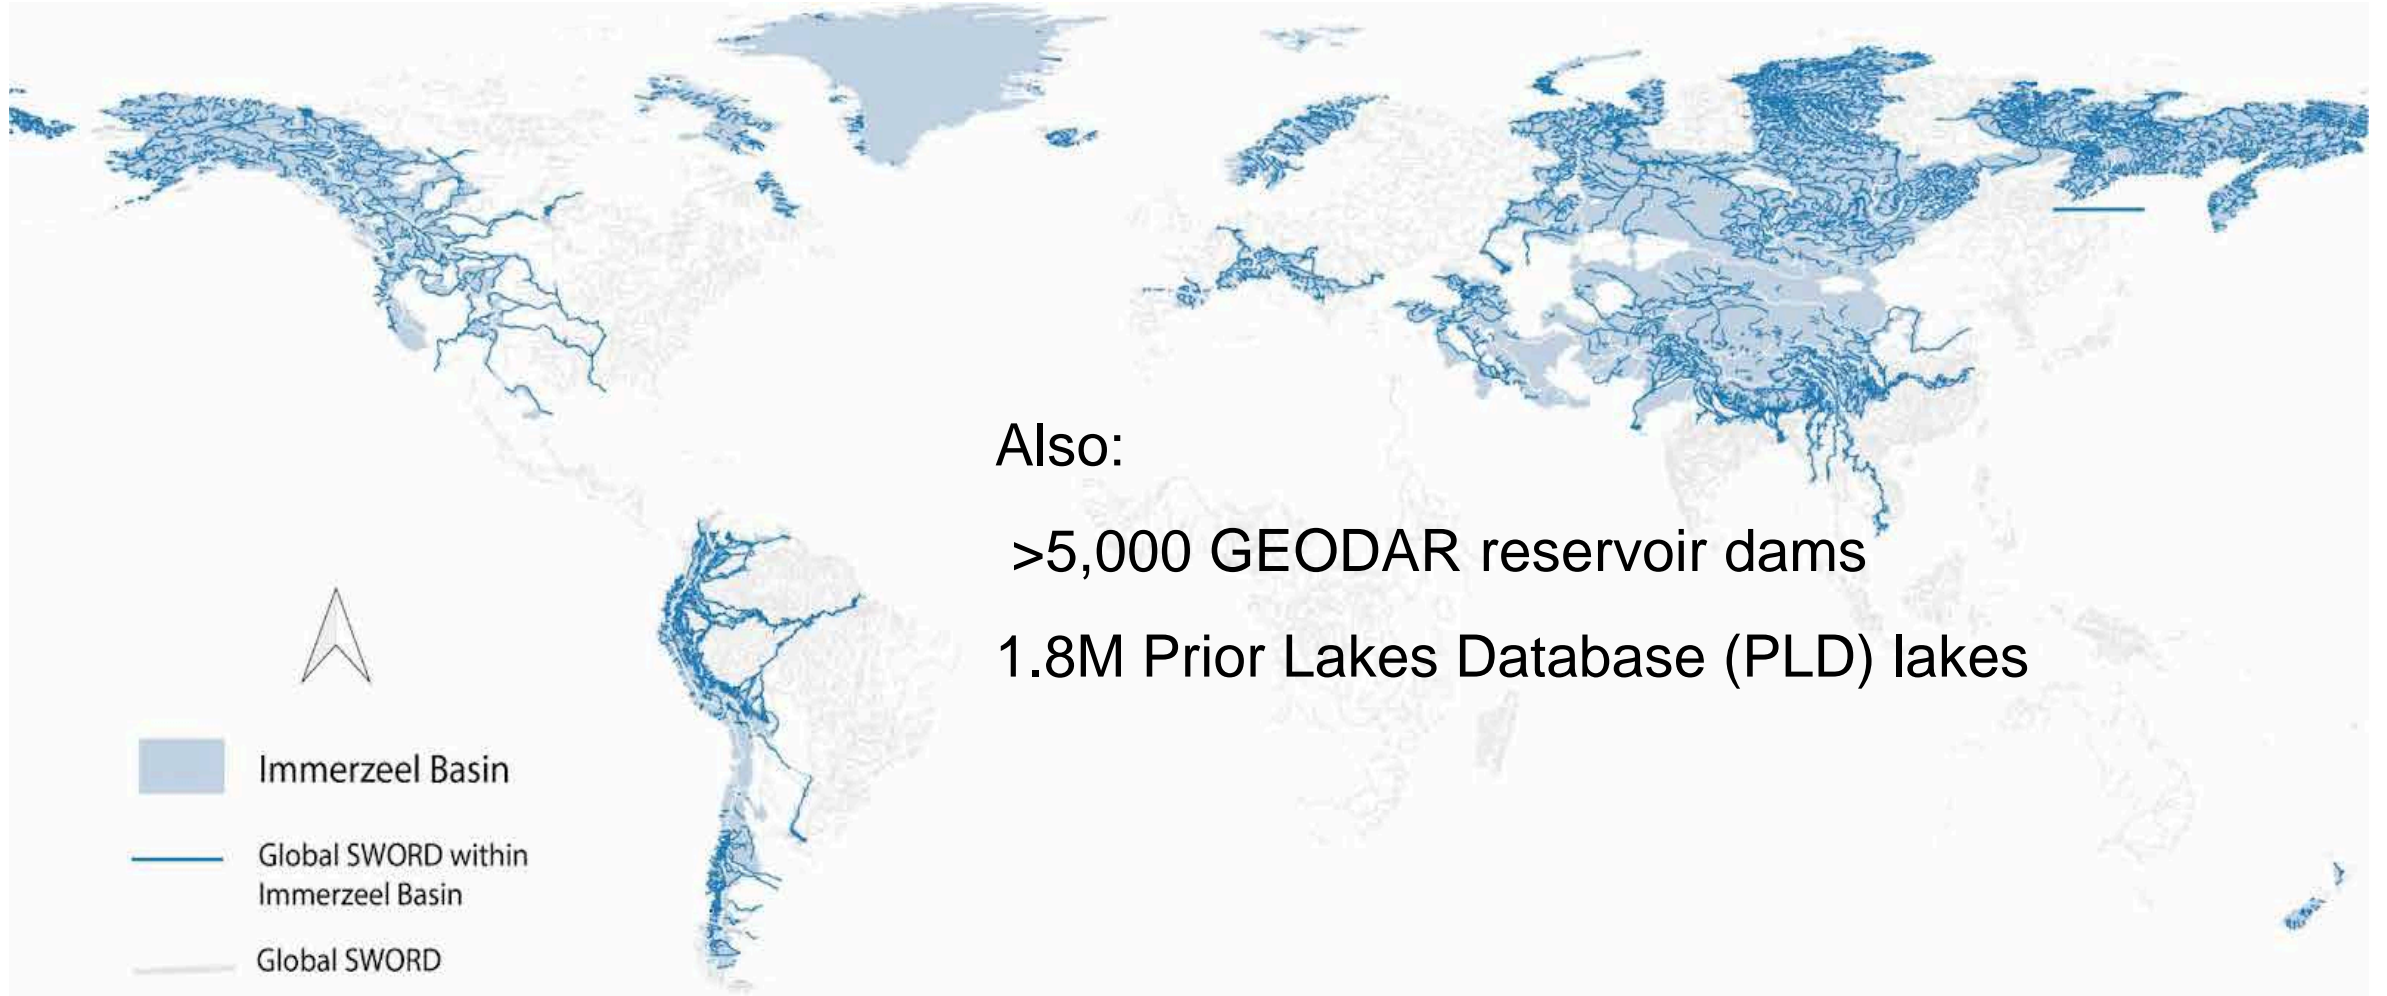 Also:
>5,000 GEODAR reservoir dams
1.8M Prior Lakes Database (PLD) lakes
Immerzeel Basin
Global SWORD within
Immerzeel Basin
Global SWORD